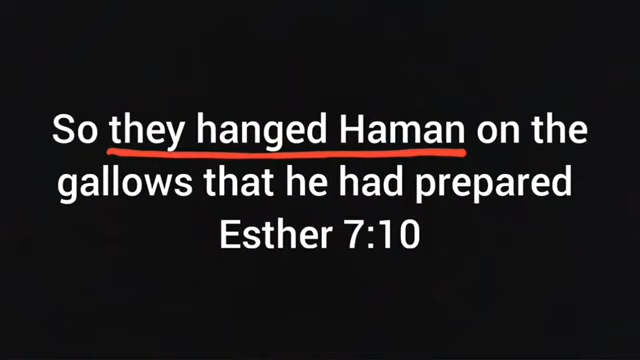 So they hanged Haman on the
gallows that he had prepared
Esther 7:10